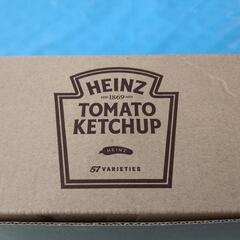 HEINZ
1869
TOMATO
KETCHUP
HEINZ
57 VARIETIES